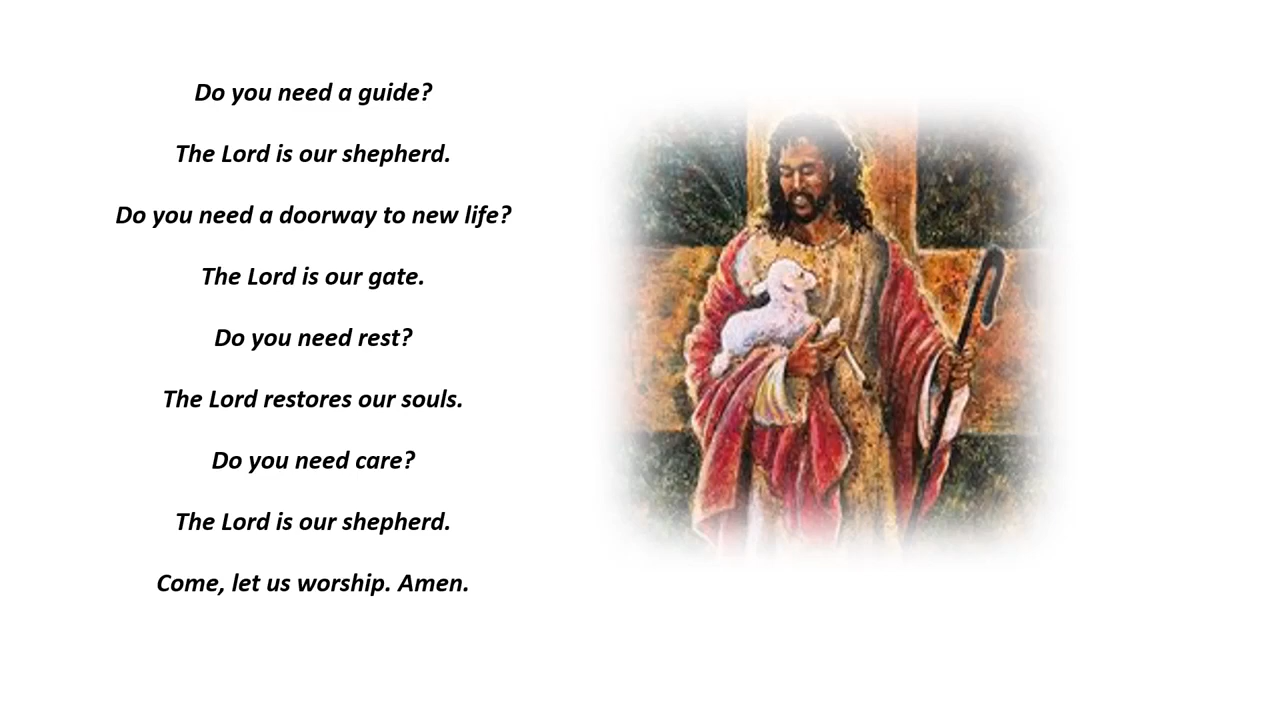 Do you need a guide?
The Lord is our shepherd.
Do you need a doorway to new life?
The Lord is our gate.
Do you need rest?
The Lord restores our souls.
Do you need care?
The Lord is our shepherd.
Come, let us worship. Amen.